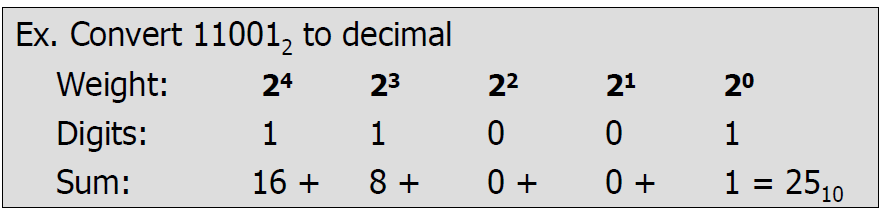 Ex. Convert 11001₂ to decimal
Weight: 2⁴ 2³ 2² 2¹ 2⁰
Digits: 1 1 0 0 1
Sum: 16 + 8 + 0 + 0 + 1 = 25₁₀